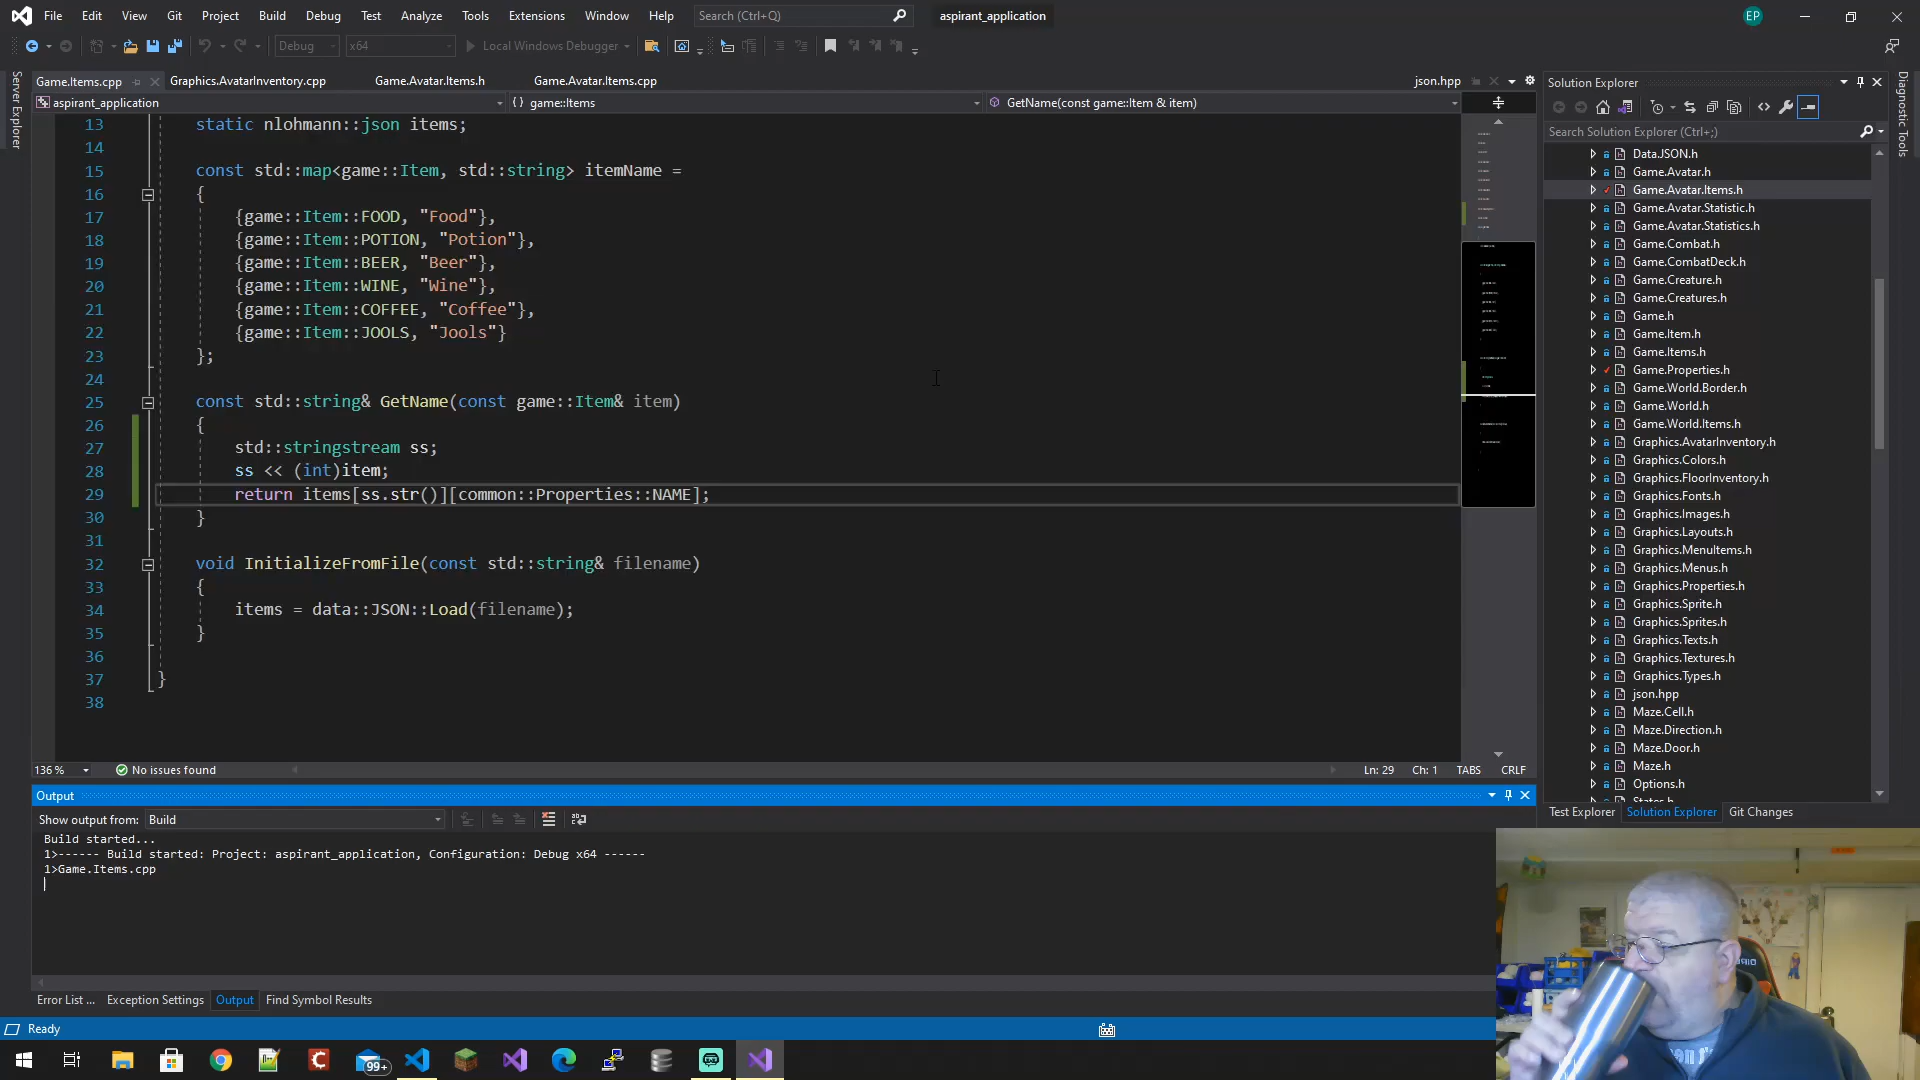 File Edit View Git Project Build Debug Test Analyze Tools Extensions Window Help Search (Ctrl+Q) aspirant_application EP
Debug x64 Local Windows Debugger
Game.Items.cpp Graphics.AvatarInventory.cpp Game.Avatar.Items.h Game.Avatar.Items.cpp json.hpp
aspirant_application {} game::Items GetName(const game::Item & item)
13 static nlohmann::json items;
14
15 const std::map<game::Item, std::string> itemName =
16 {
17 {game::Item::FOOD, "Food"},
18 {game::Item::POTION, "Potion"},
19 {game::Item::BEER, "Beer"},
20 {game::Item::WINE, "Wine"},
21 {game::Item::COFFEE, "Coffee"},
22 {game::Item::JOOLS, "Jools"}
23 };
24
25 const std::string& GetName(const game::Item& item)
26 {
27 std::stringstream ss;
28 ss << (int)item;
29 return items[ss.str()][common::Properties::NAME];
30 }
31
32 void InitializeFromFile(const std::string& filename)
33 {
34 items = data::JSON::Load(filename);
35 }
36
37 }
38
136 % No issues found Ln: 29 Ch: 1 TABS CRLF
Output
Show output from: Build
Build started...
1>------ Build started: Project: aspirant_application, Configuration: Debug x64 ------
1>Game.Items.cpp
Error List ... Exception Settings Output Find Symbol Results
Ready
Server Explorer
Solution Explorer
Search Solution Explorer (Ctrl+;)
Data.JSON.h
Game.Avatar.h
Game.Avatar.Items.h
Game.Avatar.Statistic.h
Game.Avatar.Statistics.h
Game.Combat.h
Game.CombatDeck.h
Game.Creature.h
Game.Creatures.h
Game.h
Game.Item.h
Game.Items.h
Game.Properties.h
Game.World.Border.h
Game.World.h
Game.World.Items.h
Graphics.AvatarInventory.h
Graphics.Colors.h
Graphics.FloorInventory.h
Graphics.Fonts.h
Graphics.Images.h
Graphics.Layouts.h
Graphics.MenuItems.h
Graphics.Menus.h
Graphics.Properties.h
Graphics.Sprite.h
Graphics.Sprites.h
Graphics.Texts.h
Graphics.Textures.h
Graphics.Types.h
json.hpp
Maze.Cell.h
Maze.Direction.h
Maze.Door.h
Maze.h
Options.h
States.h
Test Explorer Solution Explorer Git Changes
Diagnostic Tools
99+